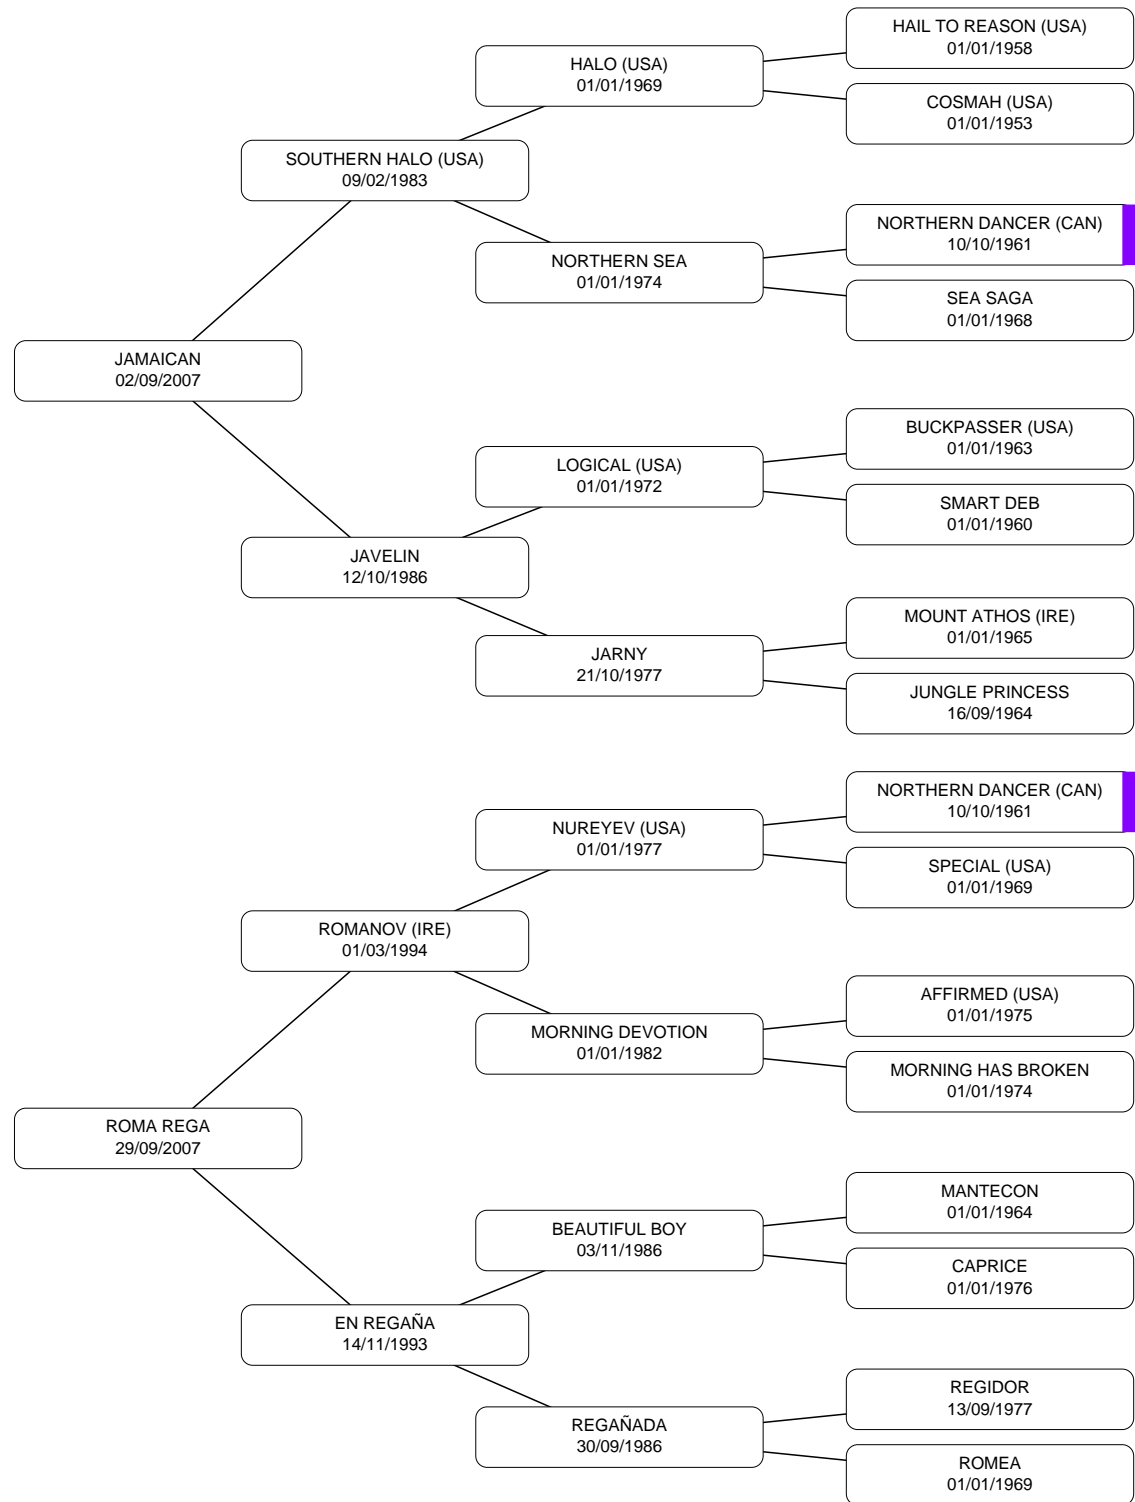 HAIL TO REASON (USA)
01/01/1958
HALO (USA)
01/01/1969
COSMAH (USA)
01/01/1953
SOUTHERN HALO (USA)
09/02/1983
NORTHERN DANCER (CAN)
10/10/1961
NORTHERN SEA
01/01/1974
SEA SAGA
01/01/1968
JAMAICAN
02/09/2007
BUCKPASSER (USA)
01/01/1963
LOGICAL (USA)
01/01/1972
SMART DEB
01/01/1960
JAVELIN
12/10/1986
MOUNT ATHOS (IRE)
01/01/1965
JARNY
21/10/1977
JUNGLE PRINCESS
16/09/1964
NORTHERN DANCER (CAN)
10/10/1961
NUREYEV (USA)
01/01/1977
SPECIAL (USA)
01/01/1969
ROMANOV (IRE)
01/03/1994
AFFIRMED (USA)
01/01/1975
MORNING DEVOTION
01/01/1982
MORNING HAS BROKEN
01/01/1974
ROMA REGA
29/09/2007
MANTECON
01/01/1964
BEAUTIFUL BOY
03/11/1986
CAPRICE
01/01/1976
EN REGAÑA
14/11/1993
REGIDOR
13/09/1977
REGAÑADA
30/09/1986
ROMEA
01/01/1969